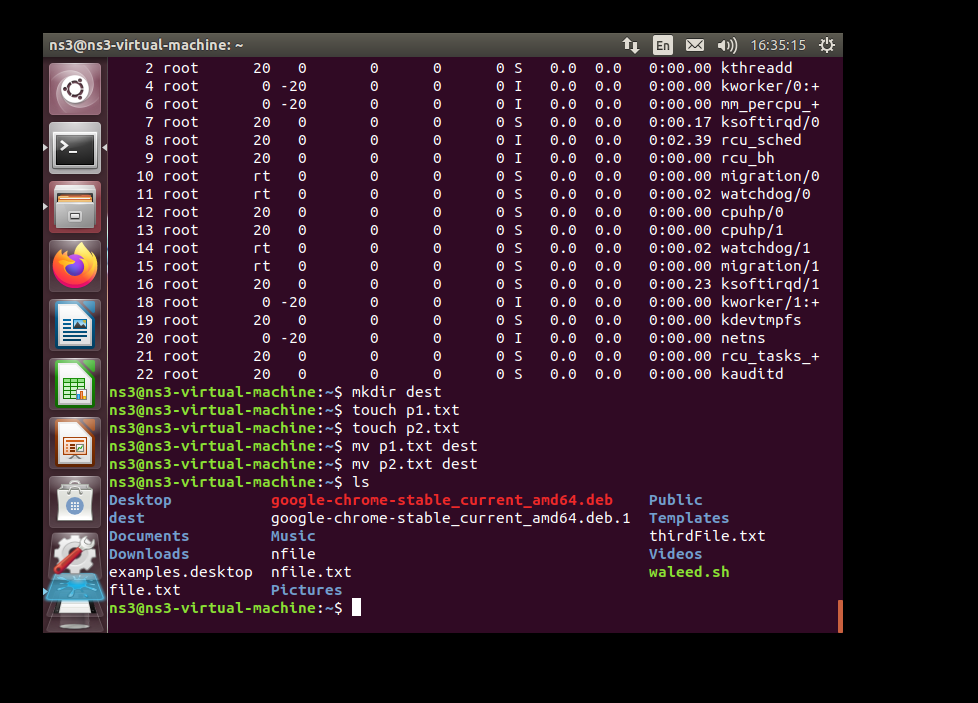 ns3@ns3-virtual-machine: ~ En 16:35:15
2 root 20 0 0 0 0 S 0.0 0.0 0:00.00 kthreadd
4 root 0 -20 0 0 0 I 0.0 0.0 0:00.00 kworker/0:+
6 root 0 -20 0 0 0 I 0.0 0.0 0:00.00 mm_percpu_+
7 root 20 0 0 0 0 S 0.0 0.0 0:00.17 ksoftirqd/0
8 root 20 0 0 0 0 I 0.0 0.0 0:02.39 rcu_sched
9 root 20 0 0 0 0 I 0.0 0.0 0:00.00 rcu_bh
10 root rt 0 0 0 0 S 0.0 0.0 0:00.00 migration/0
11 root rt 0 0 0 0 S 0.0 0.0 0:00.02 watchdog/0
12 root 20 0 0 0 0 S 0.0 0.0 0:00.00 cpuhp/0
13 root 20 0 0 0 0 S 0.0 0.0 0:00.00 cpuhp/1
14 root rt 0 0 0 0 S 0.0 0.0 0:00.02 watchdog/1
15 root rt 0 0 0 0 S 0.0 0.0 0:00.00 migration/1
16 root 20 0 0 0 0 S 0.0 0.0 0:00.23 ksoftirqd/1
18 root 0 -20 0 0 0 I 0.0 0.0 0:00.00 kworker/1:+
19 root 20 0 0 0 0 S 0.0 0.0 0:00.00 kdevtmpfs
20 root 0 -20 0 0 0 I 0.0 0.0 0:00.00 netns
21 root 20 0 0 0 0 S 0.0 0.0 0:00.00 rcu_tasks_+
22 root 20 0 0 0 0 S 0.0 0.0 0:00.00 kauditd
ns3@ns3-virtual-machine:~$ mkdir dest
ns3@ns3-virtual-machine:~$ touch p1.txt
ns3@ns3-virtual-machine:~$ touch p2.txt
ns3@ns3-virtual-machine:~$ mv p1.txt dest
ns3@ns3-virtual-machine:~$ mv p2.txt dest
ns3@ns3-virtual-machine:~$ ls
Desktop google-chrome-stable_current_amd64.deb Public
dest google-chrome-stable_current_amd64.deb.1 Templates
Documents Music thirdFile.txt
Downloads nfile Videos
examples.desktop nfile.txt waleed.sh
file.txt Pictures
ns3@ns3-virtual-machine:~$